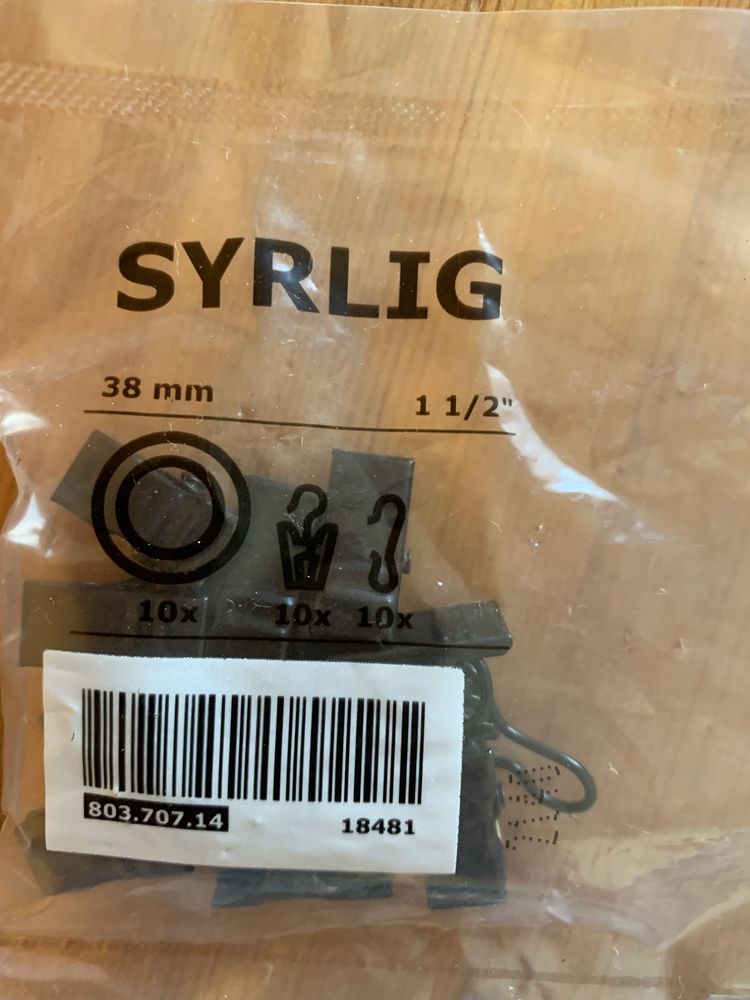 SYRLIG
38 mm 1 1/2"
10x 10x 10x
803.707.14 18481